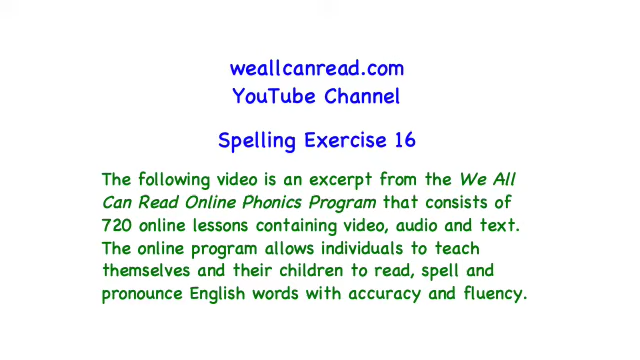 weallcanread.com
YouTube Channel
Spelling Exercise 16
The following video is an excerpt from the We All
Can Read Online Phonics Program that consists of
720 online lessons containing video, audio and text.
The online program allows individuals to teach
themselves and their children to read, spell and
pronounce English words with accuracy and fluency.